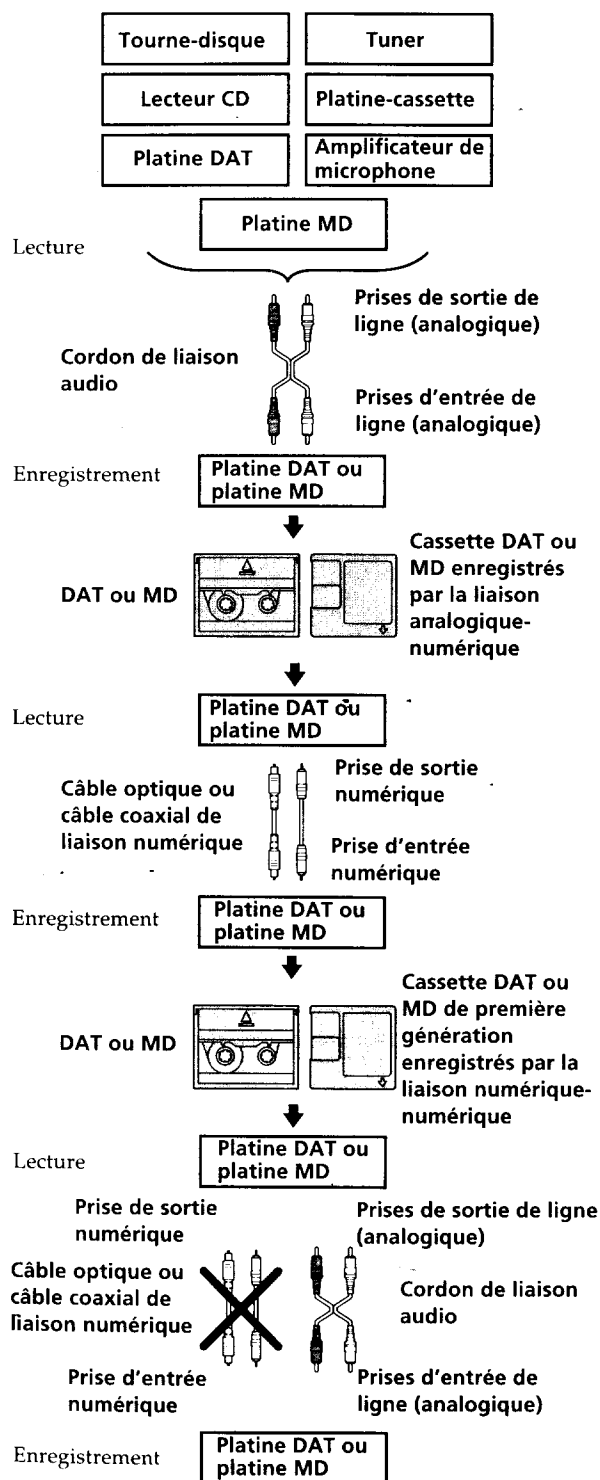 Tourne-disque
Tuner
Lecteur CD
Platine-cassette
Platine DAT
Amplificateur de
microphone
Platine MD
Lecture
Prises de sortie de
ligne (analogique)
Cordon de liaison
audio
Prises d'entrée de
ligne (analogique)
Enregistrement
Platine DAT ou
platine MD
DAT ou MD
Cassette DAT ou
MD enregistrés
par la liaison
analogique-
numérique
Lecture
Platine DAT ou
platine MD
Câble optique ou
câble coaxial de
liaison numérique
Prise de sortie
numérique
Prise d'entrée
numérique
Enregistrement
Platine DAT ou
platine MD
DAT ou MD
Cassette DAT ou
MD de première
génération
enregistrés par la
liaison numérique-
numérique
Lecture
Platine DAT ou
platine MD
Prise de sortie
numérique
Prises de sortie de ligne
(analogique)
Câble optique ou
câble coaxial de
liaison numérique
Cordon de liaison
audio
Prise d'entrée
numérique
Prises d'entrée de
ligne (analogique)
Enregistrement
Platine DAT ou
platine MD